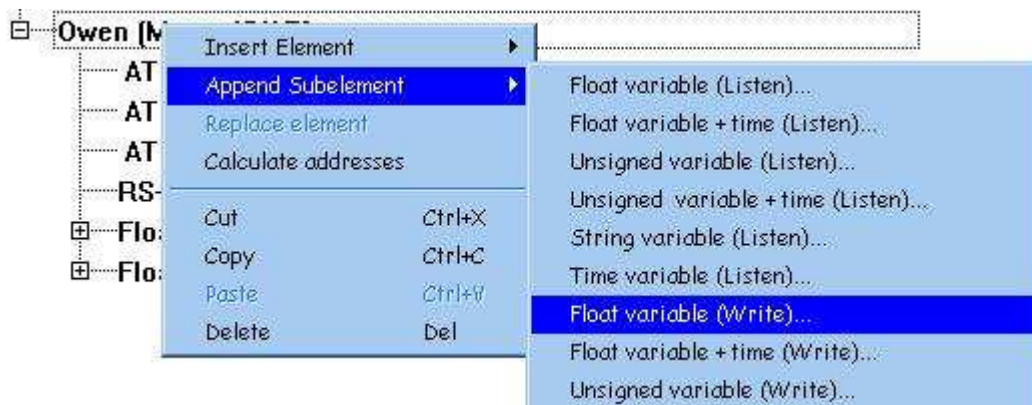 Owen (M
AT
AT
AT
RS-
Flo
Flo
Insert Element
Append Subelement
Replace element
Calculate addresses
Cut Ctrl+X
Copy Ctrl+C
Paste Ctrl+V
Delete Del
Float variable (Listen)...
Float variable + time (Listen)...
Unsigned variable (Listen)...
Unsigned variable + time (Listen)...
String variable (Listen)...
Time variable (Listen)...
Float variable (Write)...
Float variable + time (Write)...
Unsigned variable (Write)...